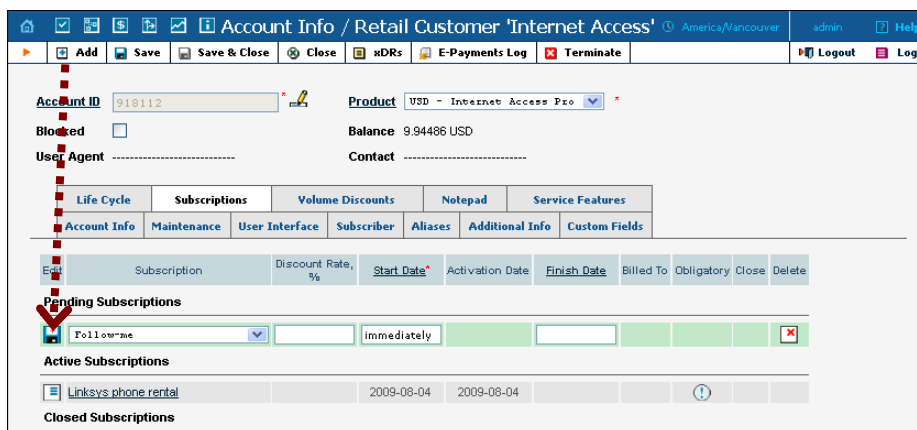 Account Info / Retail Customer 'Internet Access' America/Vancouver admin ? Help
Add Save Save & Close Close xDRs E-Payments Log Terminate Logout Log
Account ID 918112 * Product USD - Internet Access Pro *
Blocked Balance 9.94486 USD
User Agent ---------------------------- Contact ----------------------------
Life Cycle Subscriptions Volume Discounts Notepad Service Features
Account Info Maintenance User Interface Subscriber Aliases Additional Info Custom Fields
Edit Subscription Discount Rate, % Start Date* Activation Date Finish Date Billed To Obligatory Close Delete
Pending Subscriptions
Follow-me immediately
Active Subscriptions
Linksys phone rental 2009-08-04 2009-08-04
Closed Subscriptions